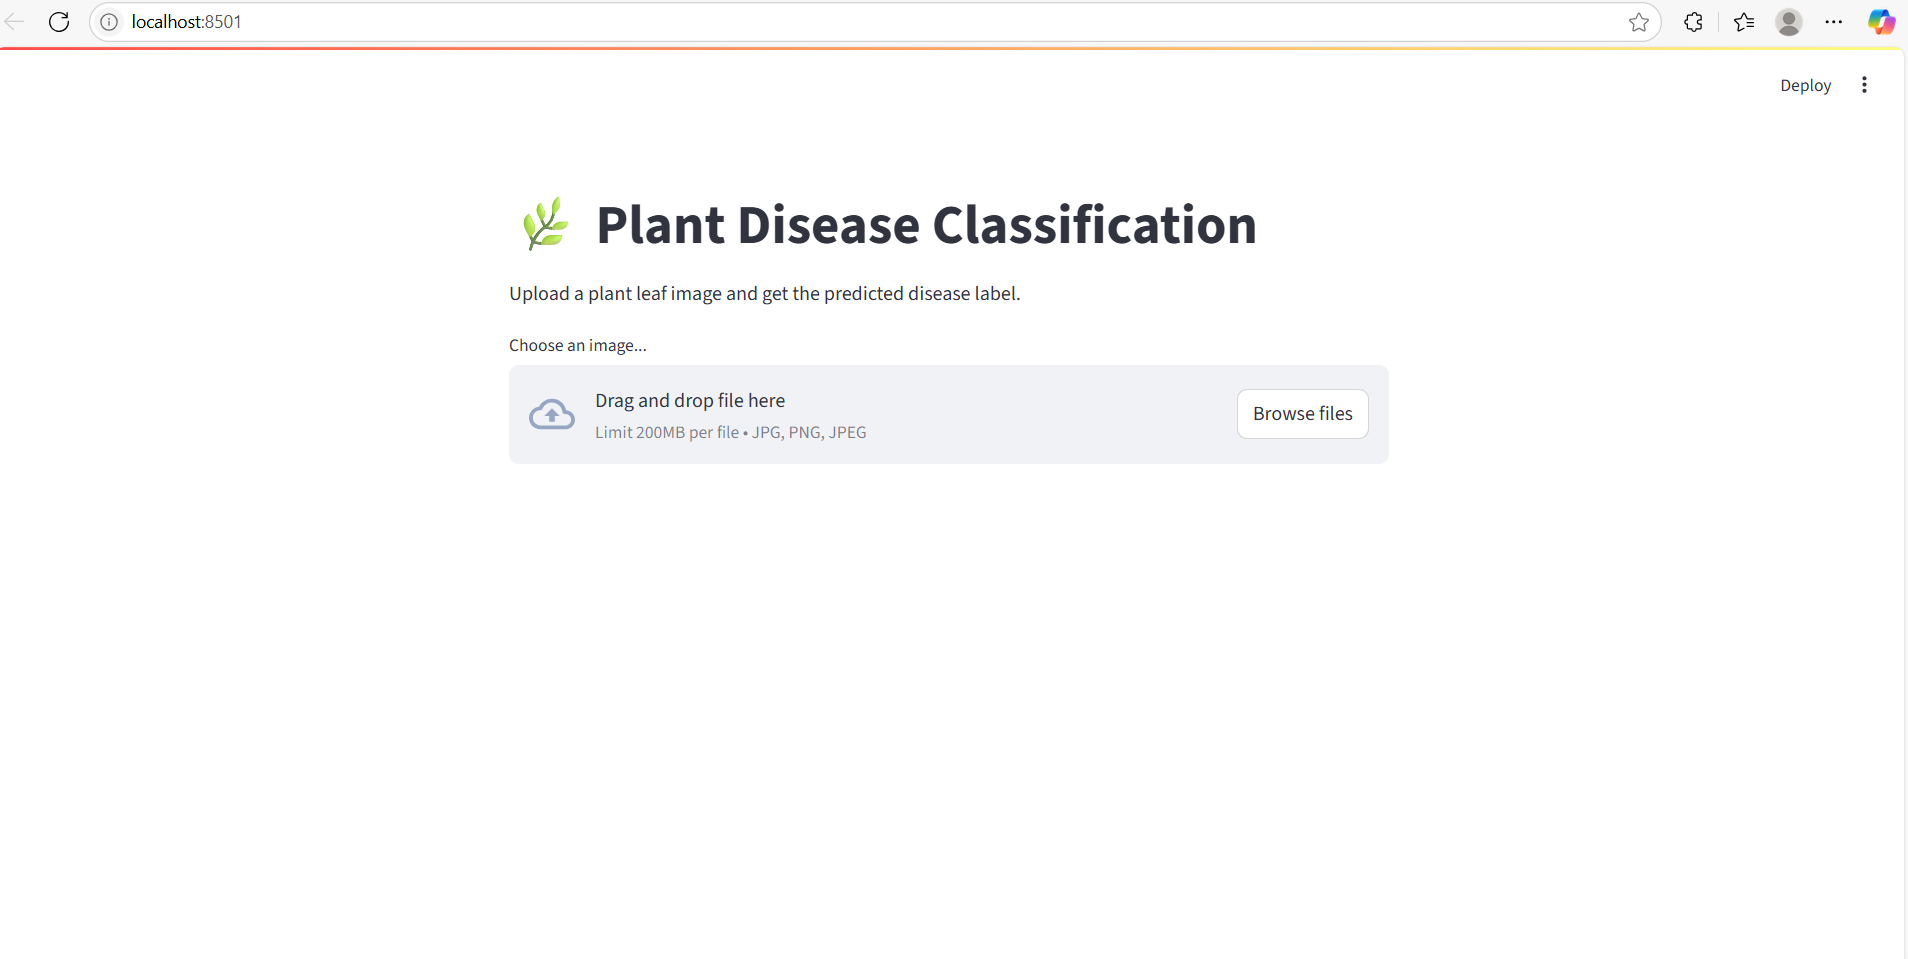 localhost:8501
Deploy
Plant Disease Classification
Upload a plant leaf image and get the predicted disease label.
Choose an image...
Drag and drop file here
Limit 200MB per file • JPG, PNG, JPEG
Browse files